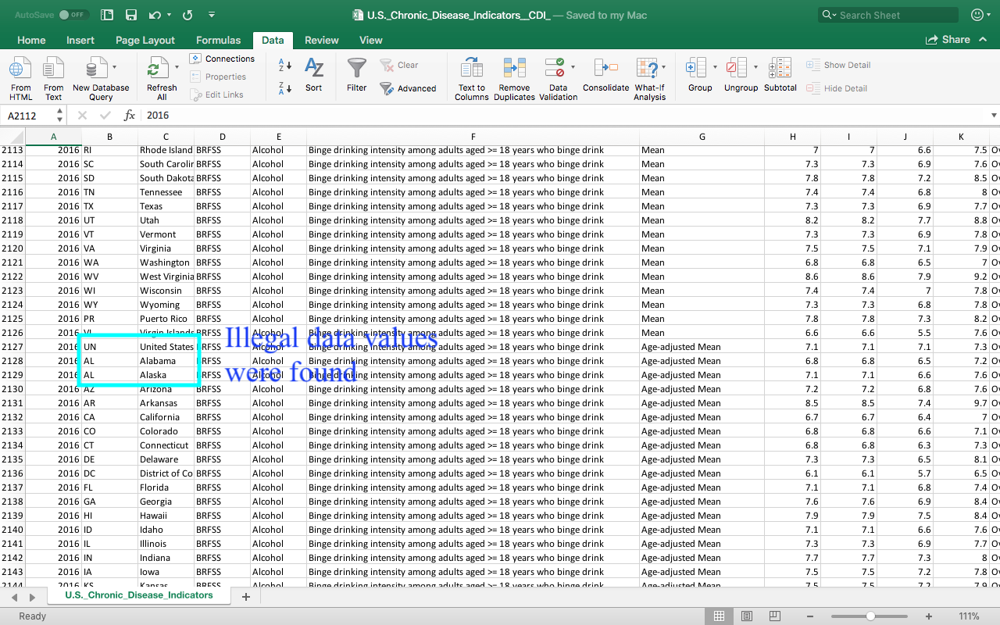 AutoSave OFF U.S._Chronic_Disease_Indicators__CDI_ — Saved to my Mac Search Sheet
Home Insert Page Layout Formulas Data Review View Share
From HTML From Text New Database Query Refresh All Connections Properties Edit Links Sort Filter Clear Advanced Text to Columns Remove Duplicates Data Validation Consolidate What-If Analysis Group Ungroup Subtotal Show Detail Hide Detail
A2112 fx 2016
A B C D E F G H I J K
2113 2016 RI Rhode Island BRFSS Alcohol Binge drinking intensity among adults aged >= 18 years who binge drink Mean 7 7 6.6 7.5 Ov
2114 2016 SC South Carolin BRFSS Alcohol Binge drinking intensity among adults aged >= 18 years who binge drink Mean 7.3 7.3 6.9 7.6 Ov
2115 2016 SD South Dakota BRFSS Alcohol Binge drinking intensity among adults aged >= 18 years who binge drink Mean 7.8 7.8 7.2 8.5 Ov
2116 2016 TN Tennessee BRFSS Alcohol Binge drinking intensity among adults aged >= 18 years who binge drink Mean 7.4 7.4 6.8 8 Ov
2117 2016 TX Texas BRFSS Alcohol Binge drinking intensity among adults aged >= 18 years who binge drink Mean 7.3 7.3 6.9 7.7 Ov
2118 2016 UT Utah BRFSS Alcohol Binge drinking intensity among adults aged >= 18 years who binge drink Mean 8.2 8.2 7.7 8.8 Ov
2119 2016 VT Vermont BRFSS Alcohol Binge drinking intensity among adults aged >= 18 years who binge drink Mean 7.3 7.3 6.9 7.8 Ov
2120 2016 VA Virginia BRFSS Alcohol Binge drinking intensity among adults aged >= 18 years who binge drink Mean 7.5 7.5 7.1 7.9 Ov
2121 2016 WA Washington BRFSS Alcohol Binge drinking intensity among adults aged >= 18 years who binge drink Mean 6.8 6.8 6.5 7 Ov
2122 2016 WV West Virginia BRFSS Alcohol Binge drinking intensity among adults aged >= 18 years who binge drink Mean 8.6 8.6 7.9 9.2 Ov
2123 2016 WI Wisconsin BRFSS Alcohol Binge drinking intensity among adults aged >= 18 years who binge drink Mean 7.4 7.4 7 7.8 Ov
2124 2016 WY Wyoming BRFSS Alcohol Binge drinking intensity among adults aged >= 18 years who binge drink Mean 7.3 7.3 6.8 7.8 Ov
2125 2016 PR Puerto Rico BRFSS Alcohol Binge drinking intensity among adults aged >= 18 years who binge drink Mean 7.8 7.8 7.3 8.2 Ov
2126 2016 VI Virgin Islands BRFSS Alcohol Binge drinking intensity among adults aged >= 18 years who binge drink Mean 6.6 6.6 5.5 7.6 Ov
2127 2016 UN United States BRFSS Alcohol Binge drinking intensity among adults aged >= 18 years who binge drink Age-adjusted Mean 7.1 7.1 7.1 7.3 Ov
2128 2016 AL Alabama BRFSS Alcohol Binge drinking intensity among adults aged >= 18 years who binge drink Age-adjusted Mean 6.8 6.8 6.5 7.2 Ov
2129 2016 AL Alaska BRFSS Alcohol Binge drinking intensity among adults aged >= 18 years who binge drink Age-adjusted Mean 7.1 7.1 6.6 7.6 Ov
Illegal data values
were found
2130 2016 AZ Arizona BRFSS Alcohol Binge drinking intensity among adults aged >= 18 years who binge drink Age-adjusted Mean 7.2 7.2 6.8 7.6 Ov
2131 2016 AR Arkansas BRFSS Alcohol Binge drinking intensity among adults aged >= 18 years who binge drink Age-adjusted Mean 8.5 8.5 7.4 9.7 Ov
2132 2016 CA California BRFSS Alcohol Binge drinking intensity among adults aged >= 18 years who binge drink Age-adjusted Mean 6.7 6.7 6.4 7 Ov
2133 2016 CO Colorado BRFSS Alcohol Binge drinking intensity among adults aged >= 18 years who binge drink Age-adjusted Mean 6.8 6.8 6.6 7.1 Ov
2134 2016 CT Connecticut BRFSS Alcohol Binge drinking intensity among adults aged >= 18 years who binge drink Age-adjusted Mean 6.8 6.8 6.3 7.3 Ov
2135 2016 DE Delaware BRFSS Alcohol Binge drinking intensity among adults aged >= 18 years who binge drink Age-adjusted Mean 7.3 7.3 6.5 8.1 Ov
2136 2016 DC District of Co BRFSS Alcohol Binge drinking intensity among adults aged >= 18 years who binge drink Age-adjusted Mean 6.1 6.1 5.7 6.5 Ov
2137 2016 FL Florida BRFSS Alcohol Binge drinking intensity among adults aged >= 18 years who binge drink Age-adjusted Mean 7.1 7.1 6.8 7.4 Ov
2138 2016 GA Georgia BRFSS Alcohol Binge drinking intensity among adults aged >= 18 years who binge drink Age-adjusted Mean 7.6 7.6 6.9 8.4 Ov
2139 2016 HI Hawaii BRFSS Alcohol Binge drinking intensity among adults aged >= 18 years who binge drink Age-adjusted Mean 7.9 7.9 7.5 8.4 Ov
2140 2016 ID Idaho BRFSS Alcohol Binge drinking intensity among adults aged >= 18 years who binge drink Age-adjusted Mean 7.1 7.1 6.6 7.6 Ov
2141 2016 IL Illinois BRFSS Alcohol Binge drinking intensity among adults aged >= 18 years who binge drink Age-adjusted Mean 7.3 7.3 6.9 7.7 Ov
2142 2016 IN Indiana BRFSS Alcohol Binge drinking intensity among adults aged >= 18 years who binge drink Age-adjusted Mean 7.7 7.7 7.3 8 Ov
2143 2016 IA Iowa BRFSS Alcohol Binge drinking intensity among adults aged >= 18 years who binge drink Age-adjusted Mean 7.5 7.5 7.2 7.8 Ov
2144 2016 KS Kansas BRFSS Alcohol Binge drinking intensity among adults aged >= 18 years who binge drink Age-adjusted Mean 7.5 7.5 7.2 7.9 Ov
U.S._Chronic_Disease_Indicators
Ready 111%